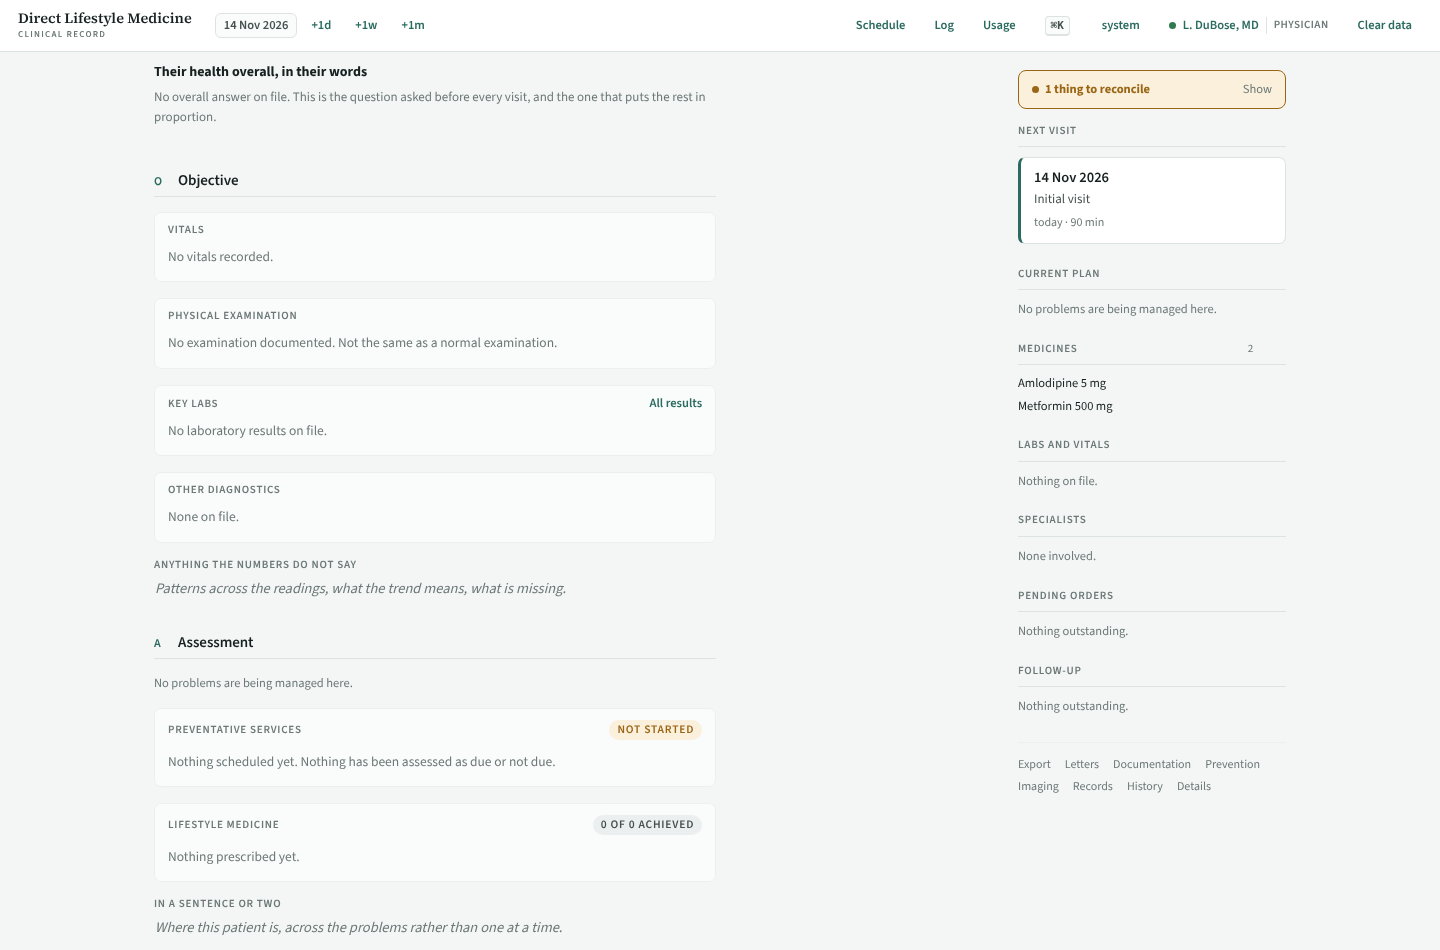 Direct Lifestyle Medicine
CLINICAL RECORD
14 Nov 2026 +1d +1w +1m
Schedule Log Usage ⌘K system L. DuBose, MD PHYSICIAN Clear data
Their health overall, in their words
No overall answer on file. This is the question asked before every visit, and the one that puts the rest in
proportion.
O Objective
VITALS
No vitals recorded.
PHYSICAL EXAMINATION
No examination documented. Not the same as a normal examination.
KEY LABS All results
No laboratory results on file.
OTHER DIAGNOSTICS
None on file.
ANYTHING THE NUMBERS DO NOT SAY
Patterns across the readings, what the trend means, what is missing.
A Assessment
No problems are being managed here.
PREVENTATIVE SERVICES NOT STARTED
Nothing scheduled yet. Nothing has been assessed as due or not due.
LIFESTYLE MEDICINE 0 OF 0 ACHIEVED
Nothing prescribed yet.
IN A SENTENCE OR TWO
Where this patient is, across the problems rather than one at a time.
1 thing to reconcile Show
NEXT VISIT
14 Nov 2026
Initial visit
today · 90 min
CURRENT PLAN
No problems are being managed here.
MEDICINES 2
Amlodipine 5 mg
Metformin 500 mg
LABS AND VITALS
Nothing on file.
SPECIALISTS
None involved.
PENDING ORDERS
Nothing outstanding.
FOLLOW-UP
Nothing outstanding.
Export Letters Documentation Prevention
Imaging Records History Details